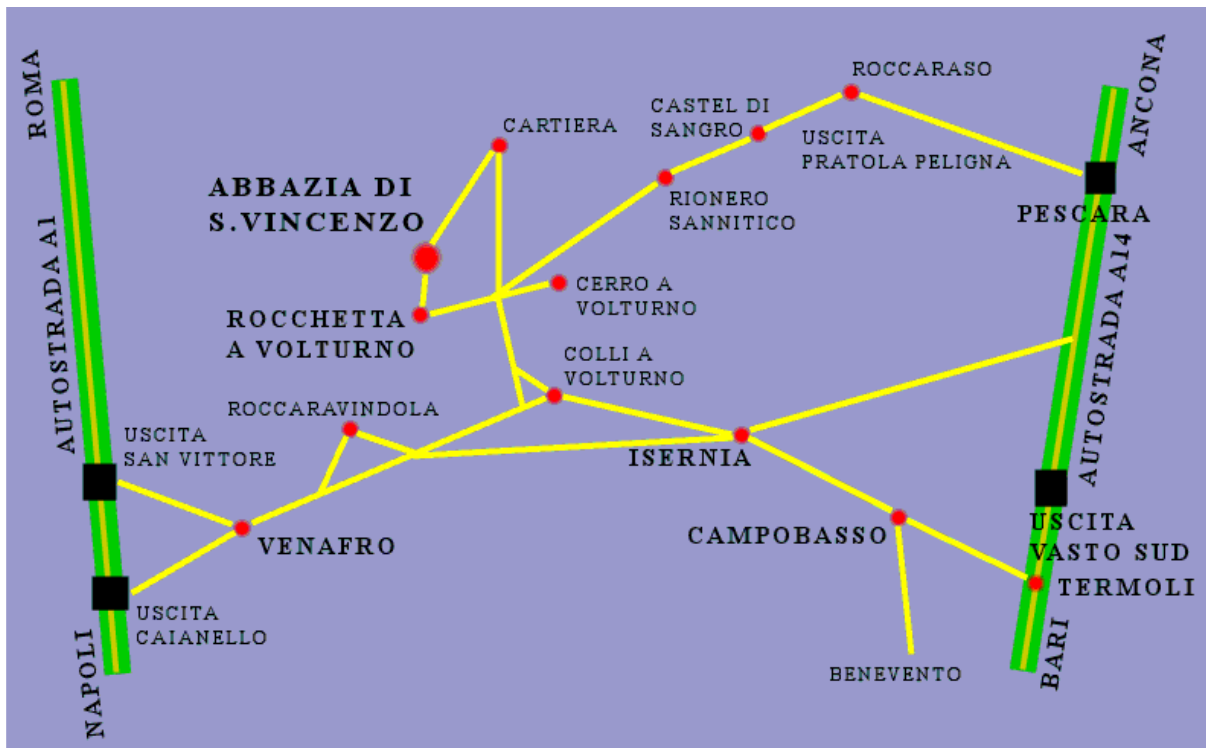 ROMA
AUTOSTRADA A1
NAPOLI
ROCCARASO
CASTEL DI
SANGRO
USCITA
PRATOLA PELIGNA
CARTIERA
ABBAZIA DI
S.VINCENZO
RIONERO
SANNITICO
ANCONA
PESCARA
AUTOSTRADA A14
CERRO A
VOLTURNO
ROCCHETTA
A VOLTURNO
COLLI A
VOLTURNO
ROCCARAVINDOLA
USCITA
SAN VITTORE
ISERNIA
VENAFRO
CAMPOBASSO
USCITA
VASTO SUD
TERMOLI
USCITA
CAIANELLO
BENEVENTO
BARI